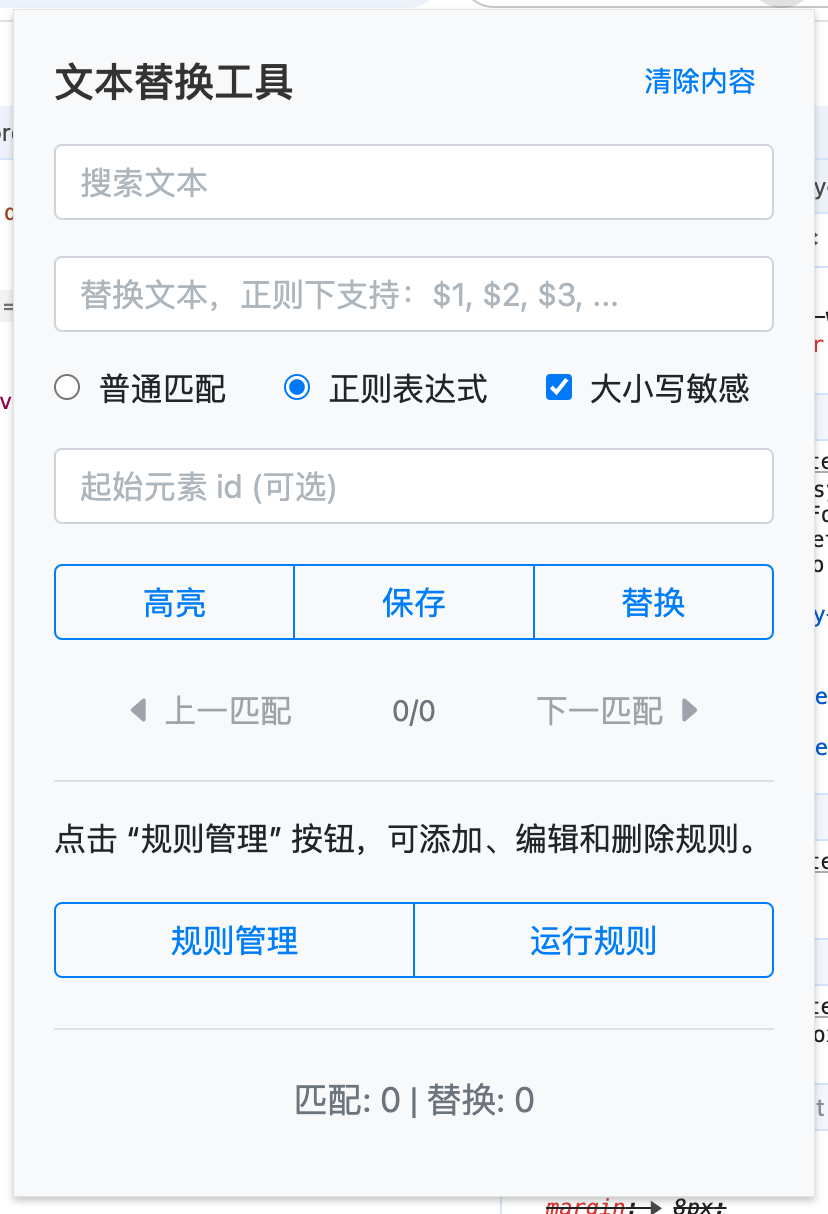 文本替换工具 清除内容
搜索文本
替换文本，正则下支持：$1, $2, $3, ...
普通匹配 正则表达式 大小写敏感
起始元素 id (可选)
高亮 保存 替换
上一匹配 0/0 下一匹配
点击 “规则管理” 按钮，可添加、编辑和删除规则。
规则管理 运行规则
匹配: 0 | 替换: 0
margin: 8px;